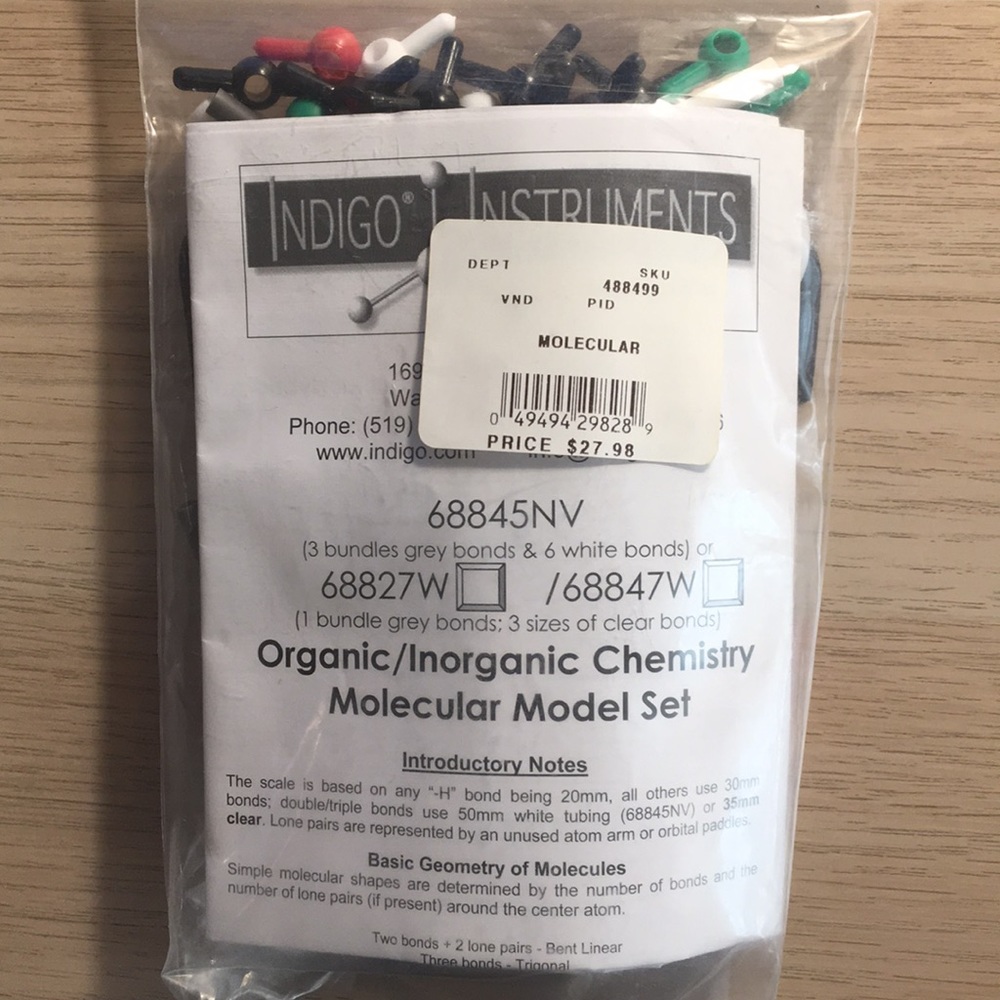 INDIGO® INSTRUMENTS
DEPT
SKU
488499
VND PID
MOLECULAR
0 49494 29828 9
PRICE $27.98
169
Wa
Phone: (519) 6
www.indigo.com
68845NV
(3 bundles grey bonds & 6 white bonds) or
68827W /68847W
(1 bundle grey bonds; 3 sizes of clear bonds)
Organic/Inorganic Chemistry
Molecular Model Set
Introductory Notes
The scale is based on any "-H" bond being 20mm, all others use 30mm
bonds; double/triple bonds use 50mm white tubing (68845NV) or 35mm
clear. Lone pairs are represented by an unused atom arm or orbital paddles.
Basic Geometry of Molecules
Simple molecular shapes are determined by the number of bonds and the
number of lone pairs (if present) around the center atom.
Two bonds + 2 lone pairs - Bent Linear
Three bonds - Trigonal